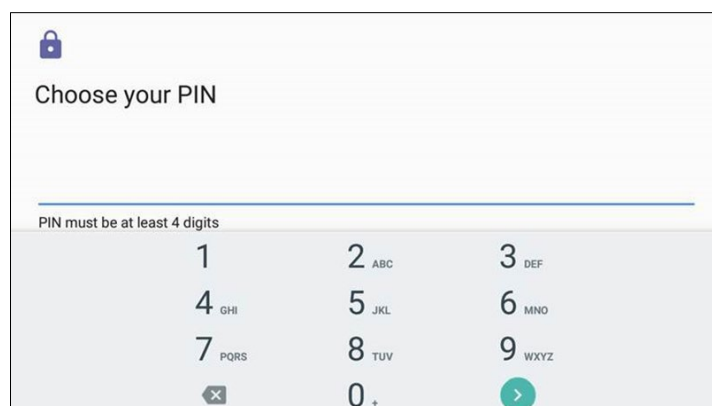 Choose your PIN
PIN must be at least 4 digits
1 2 ABC 3 DEF
4 GHI 5 JKL 6 MNO
7 PQRS 8 TUV 9 WXYZ
0 +